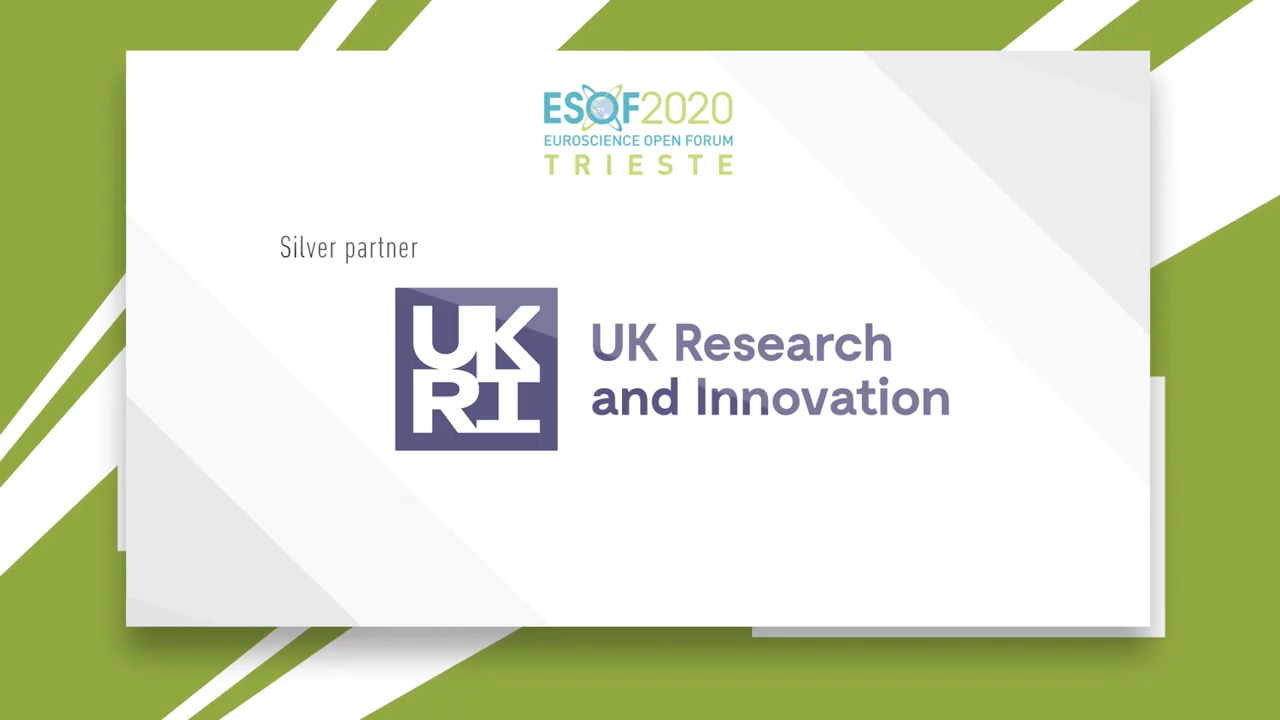 ESOF2020
EUROSCIENCE OPEN FORUM
TRIESTE
Silver partner
UK
RI
UK Research
and Innovation